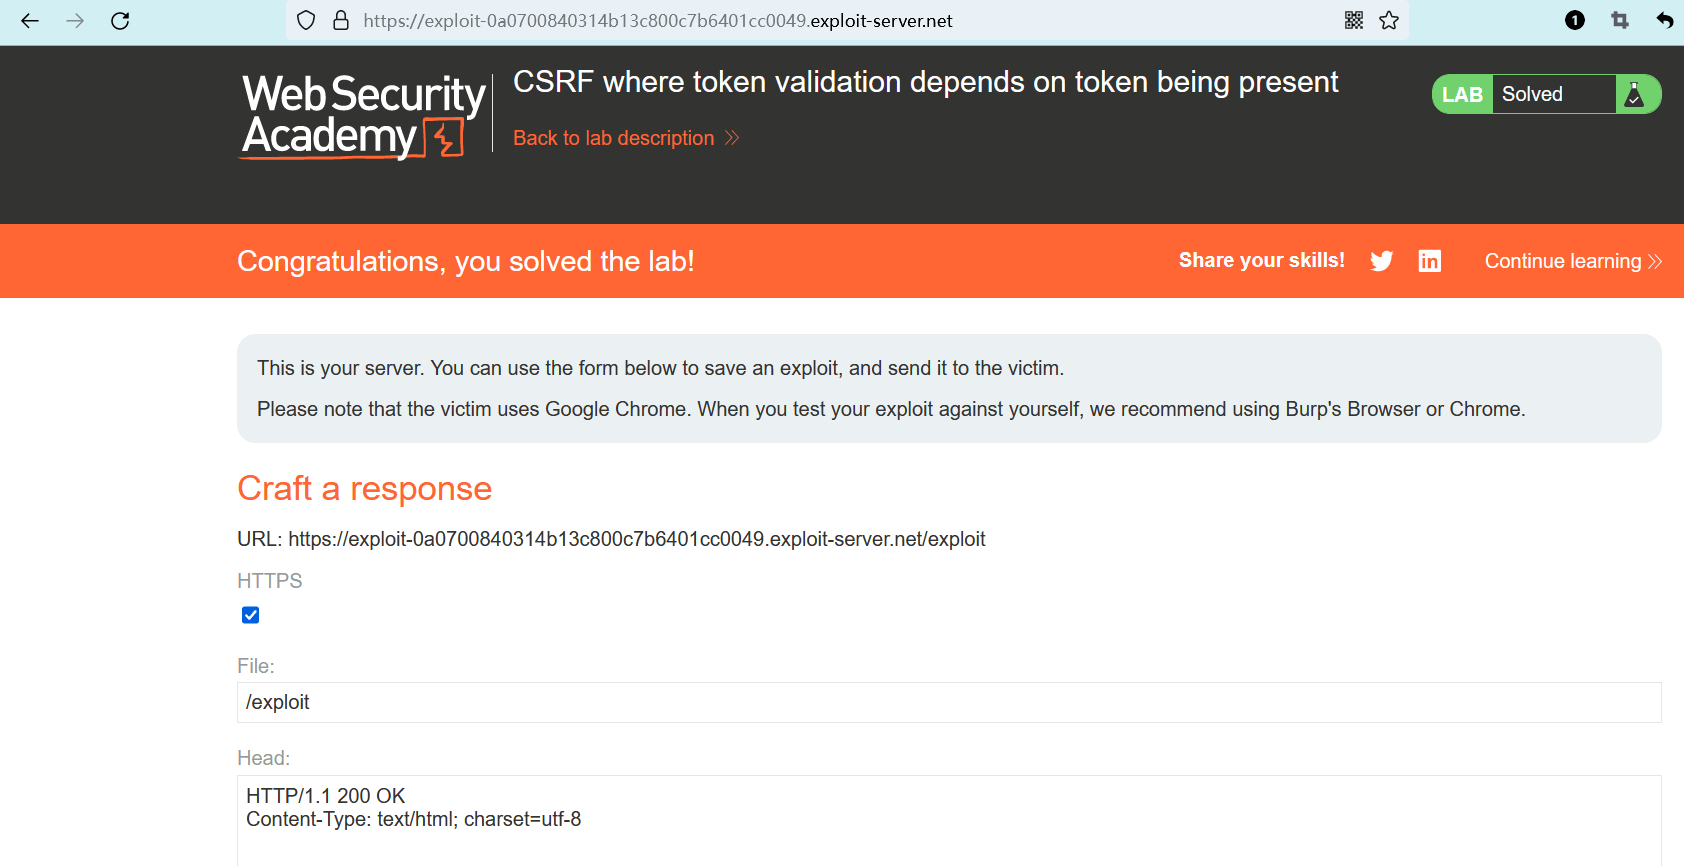 https://exploit-0a0700840314b13c800c7b6401cc0049.exploit-server.net
1
WebSecurity
Academy
CSRF where token validation depends on token being present
Back to lab description
LAB Solved
Congratulations, you solved the lab!
Share your skills!
in
Continue learning
This is your server. You can use the form below to save an exploit, and send it to the victim.
Please note that the victim uses Google Chrome. When you test your exploit against yourself, we recommend using Burp's Browser or Chrome.
Craft a response
URL: https://exploit-0a0700840314b13c800c7b6401cc0049.exploit-server.net/exploit
HTTPS
File:
/exploit
Head:
HTTP/1.1 200 OK
Content-Type: text/html; charset=utf-8